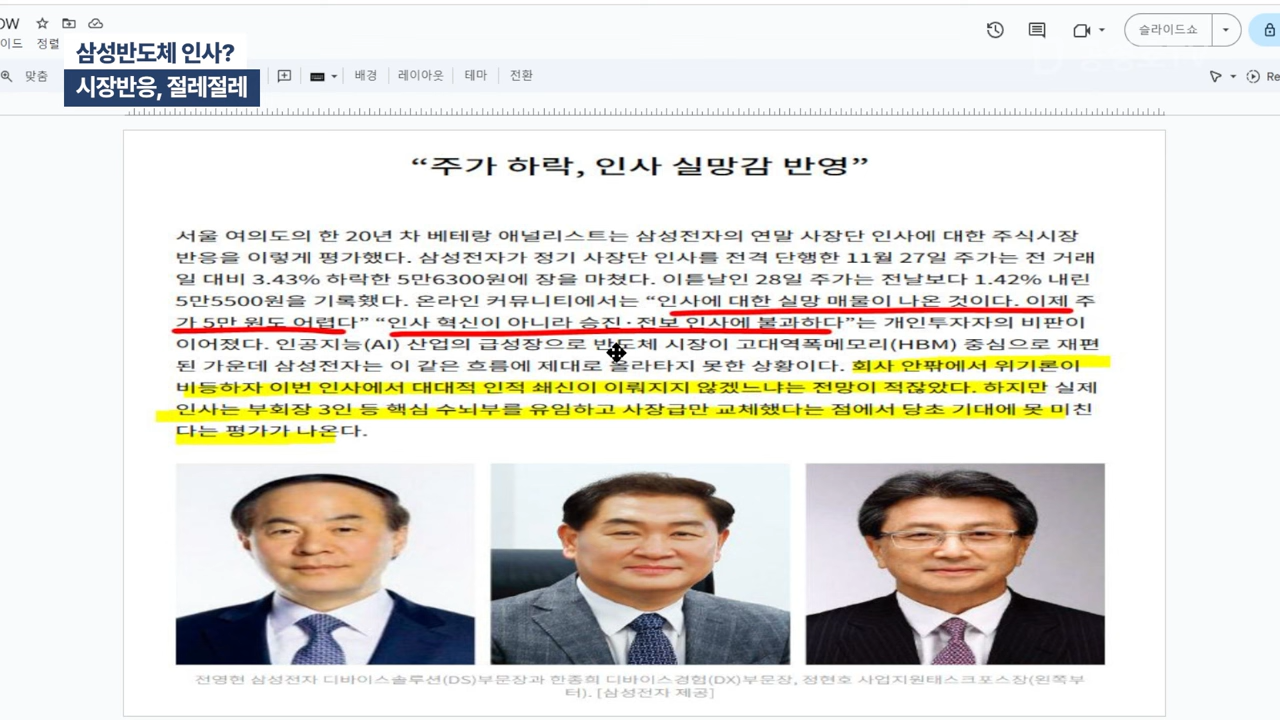 OW
이드
정렬
삼성반도체 인사?
시장반응, 절레절레
슬라이드쇼
맞춤
배경
레이아웃
테마
전환
Re
“주가 하락, 인사 실망감 반영”
서울 여의도의 한 20년 차 베테랑 애널리스트는 삼성전자의 연말 사장단 인사에 대한 주식시장
반응을 이렇게 평가했다. 삼성전자가 정기 사장단 인사를 전격 단행한 11월 27일 주가는 전 거래
일 대비 3.43% 하락한 5만6300원에 장을 마쳤다. 이튿날인 28일 주가는 전날보다 1.42% 내린
5만5500원을 기록했다. 온라인 커뮤니티에서는 “인사에 대한 실망 매물이 나온 것이다. 이제 주
가 5만 원도 어렵다” “인사 혁신이 아니라 승진·전보 인사에 불과하다”는 개인투자자의 비판이
이어졌다. 인공지능(AI) 산업의 급성장으로 반도체 시장이 고대역폭메모리(HBM) 중심으로 재편
된 가운데 삼성전자는 이 같은 흐름에 제대로 올라타지 못한 상황이다. 회사 안팎에서 위기론이
비등하자 이번 인사에서 대대적 인적 쇄신이 이뤄지지 않겠느냐는 전망이 적잖았다. 하지만 실제
인사는 부회장 3인 등 핵심 수뇌부를 유임하고 사장급만 교체했다는 점에서 당초 기대에 못 미친
다는 평가가 나온다.
전영현 삼성전자 디바이스솔루션(DS)부문장과 한종희 디바이스경험(DX)부문장, 정현호 사업지원태스크포스장(왼쪽부
터). [삼성전자 제공]